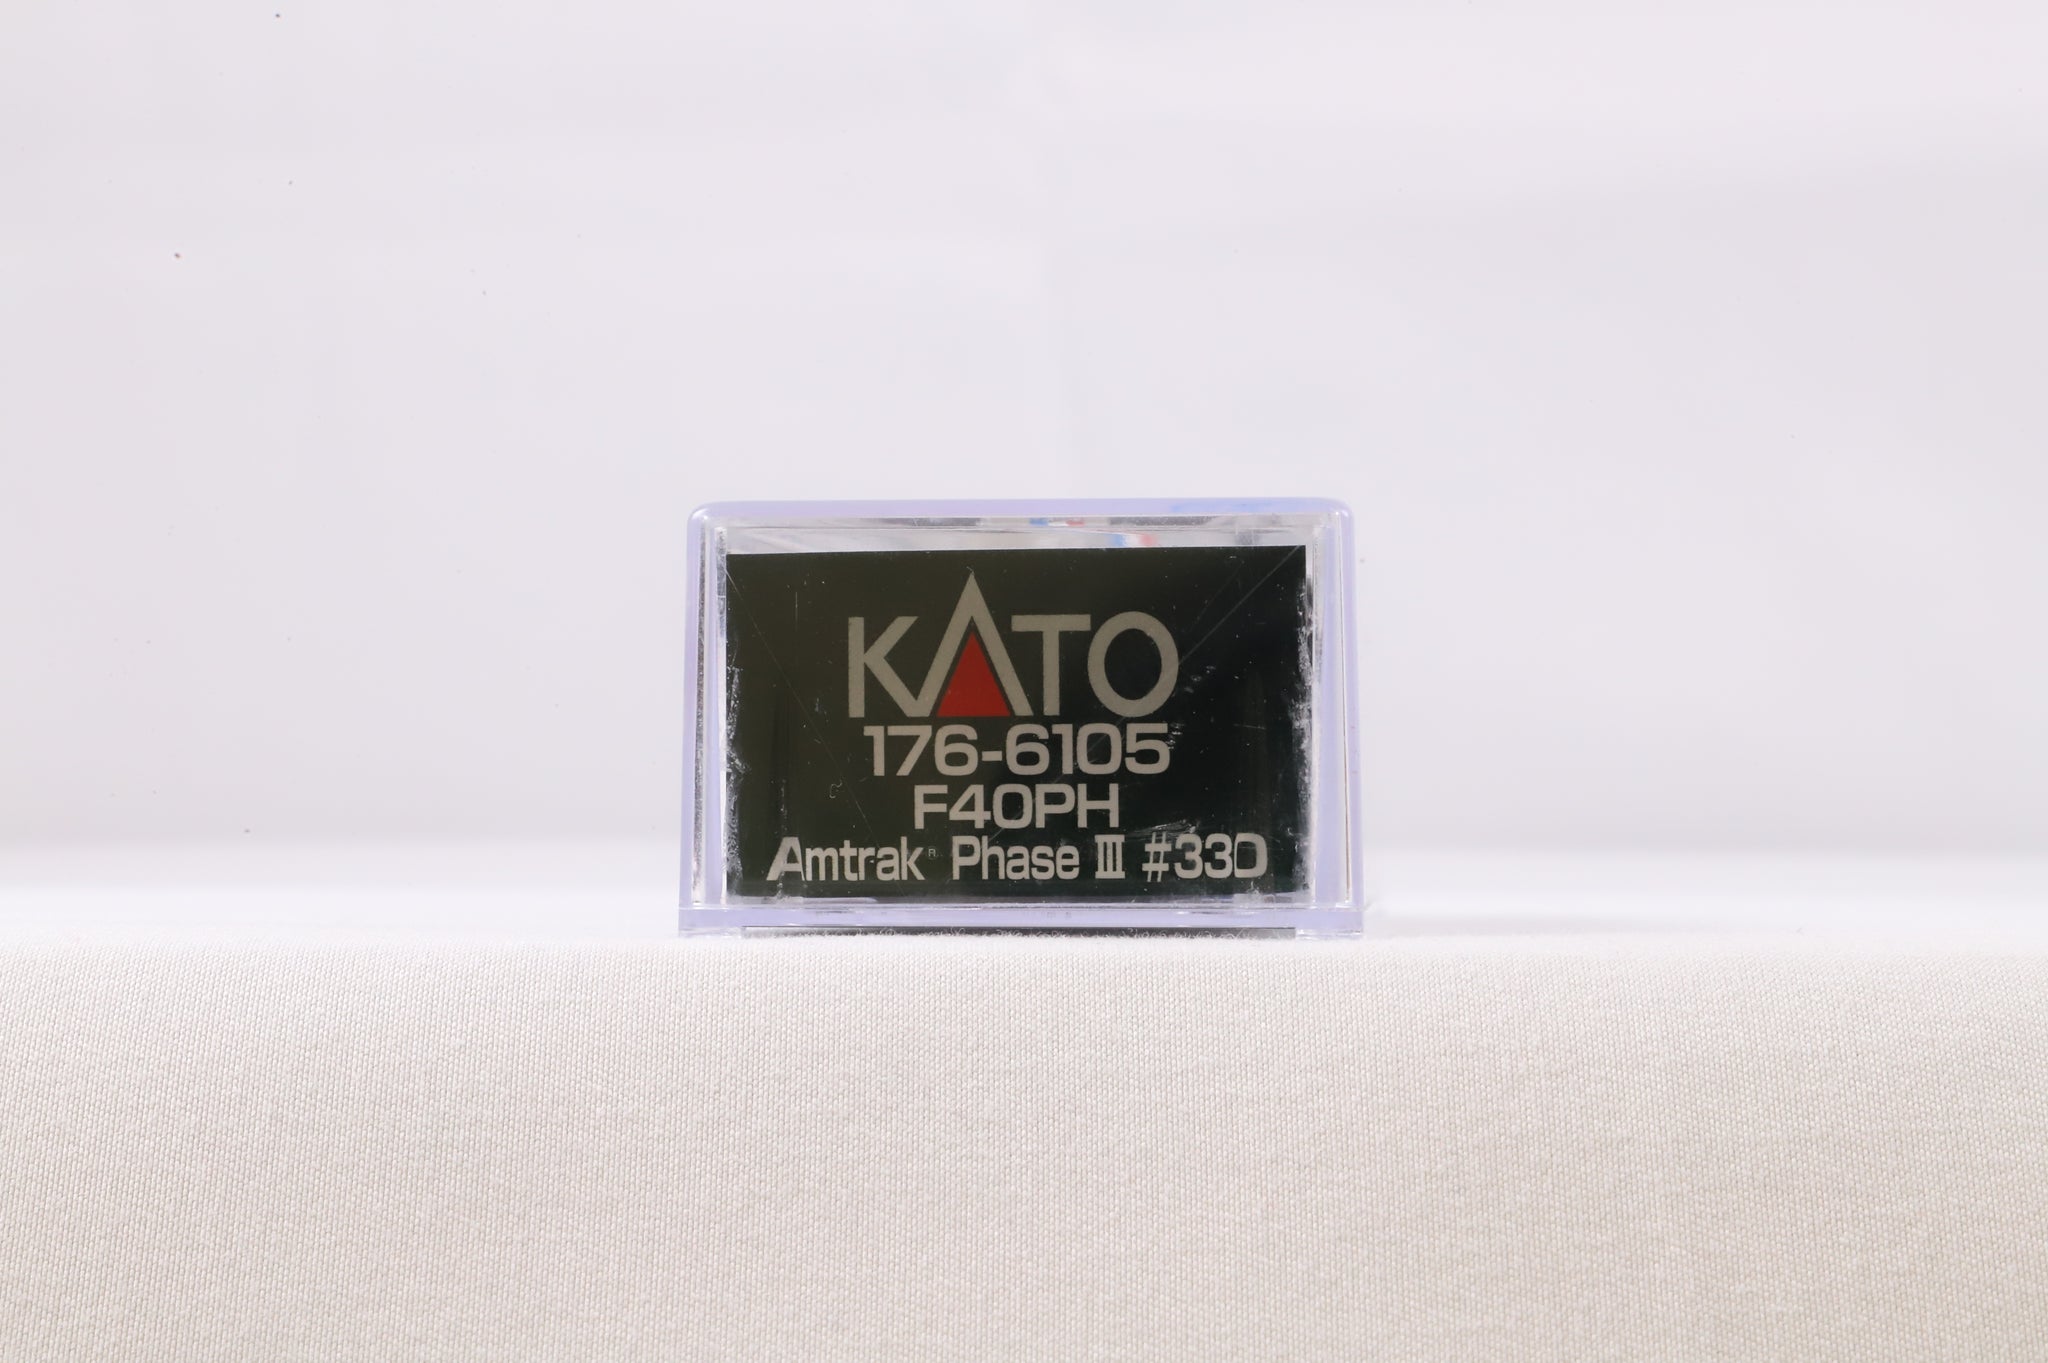 KATO
176-6105
F40PH
Amtrak® Phase III #330